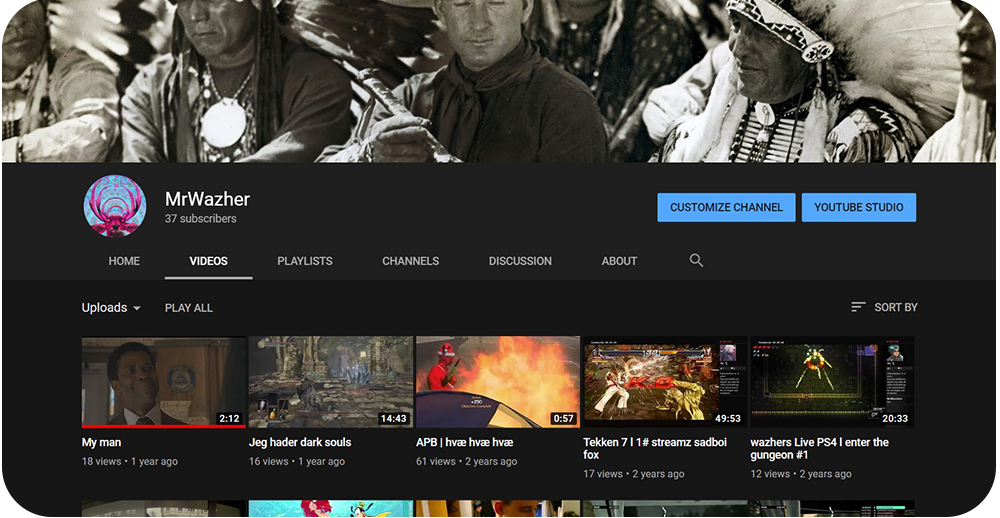 MrWazher
37 subscribers
CUSTOMIZE CHANNEL
YOUTUBE STUDIO
HOME
VIDEOS
PLAYLISTS
CHANNELS
DISCUSSION
ABOUT
Uploads
PLAY ALL
SORT BY
2:12
+250
Objective Complete
14:43
0:57
K.O.
49:53
20:33
My man
18 views • 1 year ago
Jeg hader dark souls
16 views • 1 year ago
APB | hvæ hvæ hvæ
61 views • 2 years ago
Tekken 7 l 1# streamz sadboi
fox
17 views • 2 years ago
wazhers Live PS4 l enter the
gungeon #1
12 views • 2 years ago